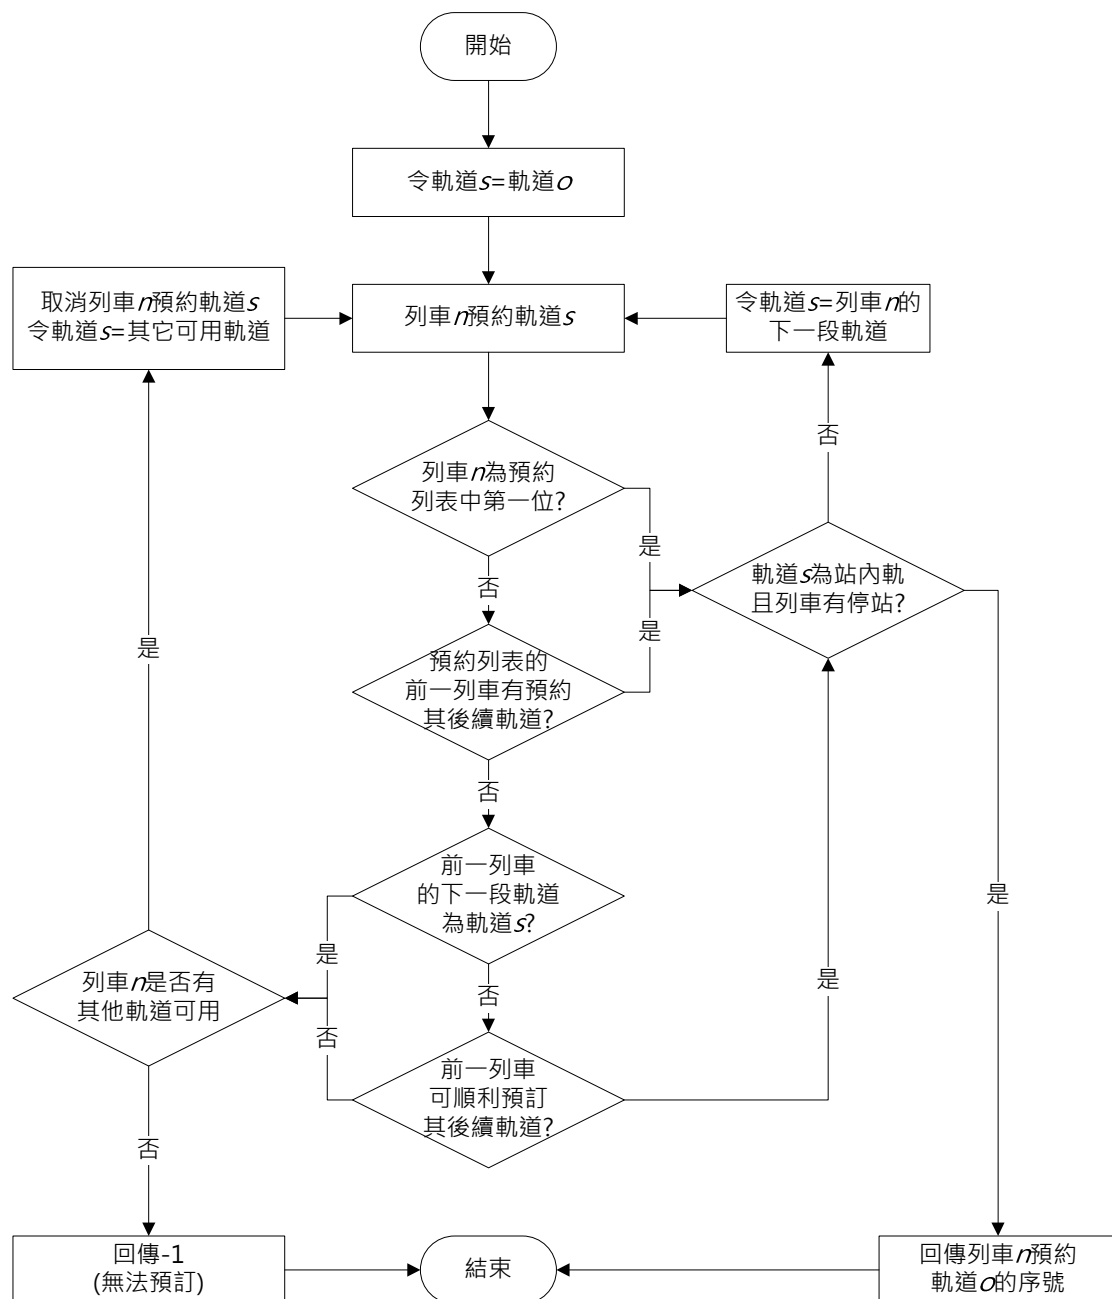 開始
令軌道s=軌道o
取消列車n預約軌道s
令軌道s=其它可用軌道
列車n預約軌道s
令軌道s=列車n的
下一段軌道
否
列車n為預約
列表中第一位?
是
否
軌道s為站內軌
且列車有停站?
是
是
預約列表的
前一列車有預約
其後續軌道?
否
前一列車
的下一段軌道
為軌道s?
是
是
列車n是否有
其他軌道可用
否
是
否
前一列車
可順利預訂
其後續軌道?
否
回傳-1
(無法預訂)
結束
回傳列車n預約
軌道o的序號